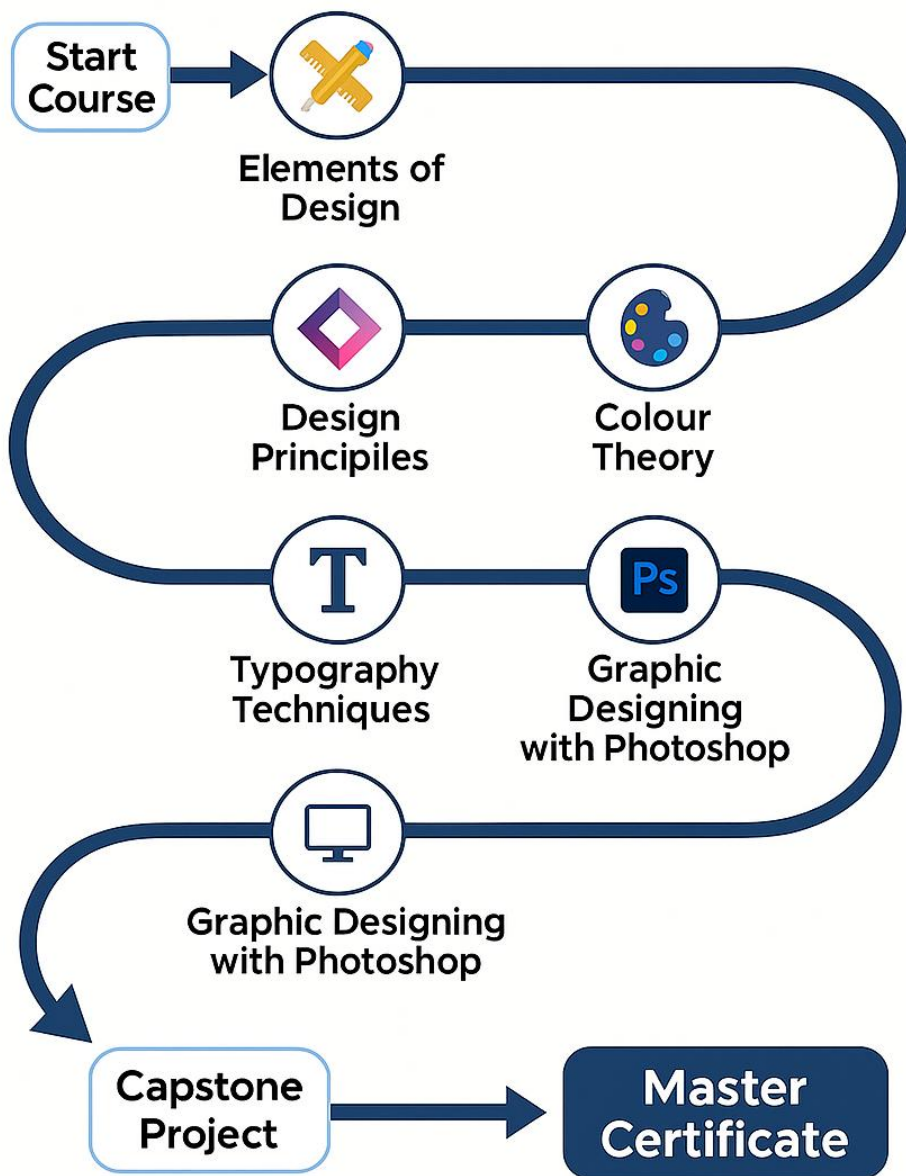 Start
Course
Elements of
Design
Design
Principiles
Colour
Theory
T
Typography
Techniques
Ps
Graphic
Designing
with Photoshop
Graphic Designing
with Photoshop
Capstone
Project
Master
Certificate